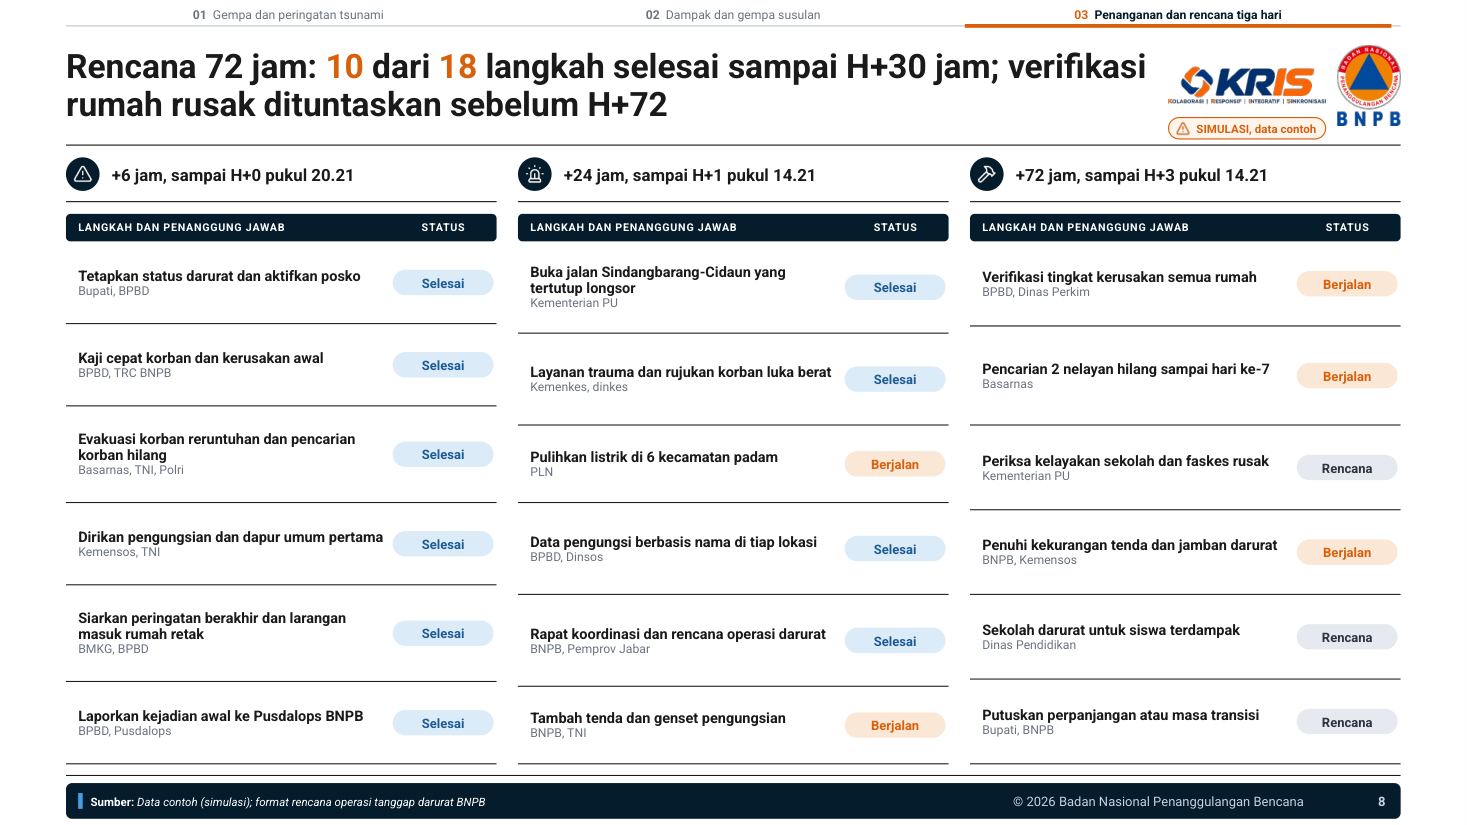 01 Gempa dan peringatan tsunami
02 Dampak dan gempa susulan
03 Penanganan dan rencana tiga hari
Rencana 72 jam: 10 dari 18 langkah selesai sampai H+30 jam; verifikasi
rumah rusak dituntaskan sebelum H+72
KRIS
KOLABORASI | RESPONSIF | INTEGRATIF | SINKRONISASI
SIMULASI, data contoh
BADAN NASIONAL
PENANGGULANGAN BENCANA
BNPB
+6 jam, sampai H+0 pukul 20.21
LANGKAH DAN PENANGGUNG JAWAB STATUS
Tetapkan status darurat dan aktifkan posko
Bupati, BPBD
Selesai
Kaji cepat korban dan kerusakan awal
BPBD, TRC BNPB
Selesai
Evakuasi korban reruntuhan dan pencarian
korban hilang
Basarnas, TNI, Polri
Selesai
Dirikan pengungsian dan dapur umum pertama
Kemensos, TNI
Selesai
Siarkan peringatan berakhir dan larangan
masuk rumah retak
BMKG, BPBD
Selesai
Laporkan kejadian awal ke Pusdalops BNPB
BPBD, Pusdalops
Selesai
+24 jam, sampai H+1 pukul 14.21
LANGKAH DAN PENANGGUNG JAWAB STATUS
Buka jalan Sindangbarang-Cidaun yang
tertutup longsor
Kementerian PU
Selesai
Layanan trauma dan rujukan korban luka berat
Kemenkes, dinkes
Selesai
Pulihkan listrik di 6 kecamatan padam
PLN
Berjalan
Data pengungsi berbasis nama di tiap lokasi
BPBD, Dinsos
Selesai
Rapat koordinasi dan rencana operasi darurat
BNPB, Pemprov Jabar
Selesai
Tambah tenda dan genset pengungsian
BNPB, TNI
Berjalan
+72 jam, sampai H+3 pukul 14.21
LANGKAH DAN PENANGGUNG JAWAB STATUS
Verifikasi tingkat kerusakan semua rumah
BPBD, Dinas Perkim
Berjalan
Pencarian 2 nelayan hilang sampai hari ke-7
Basarnas
Berjalan
Periksa kelayakan sekolah dan faskes rusak
Kementerian PU
Rencana
Penuhi kekurangan tenda dan jamban darurat
BNPB, Kemensos
Berjalan
Sekolah darurat untuk siswa terdampak
Dinas Pendidikan
Rencana
Putuskan perpanjangan atau masa transisi
Bupati, BNPB
Rencana
Sumber: Data contoh (simulasi); format rencana operasi tanggap darurat BNPB
© 2026 Badan Nasional Penanggulangan Bencana 8